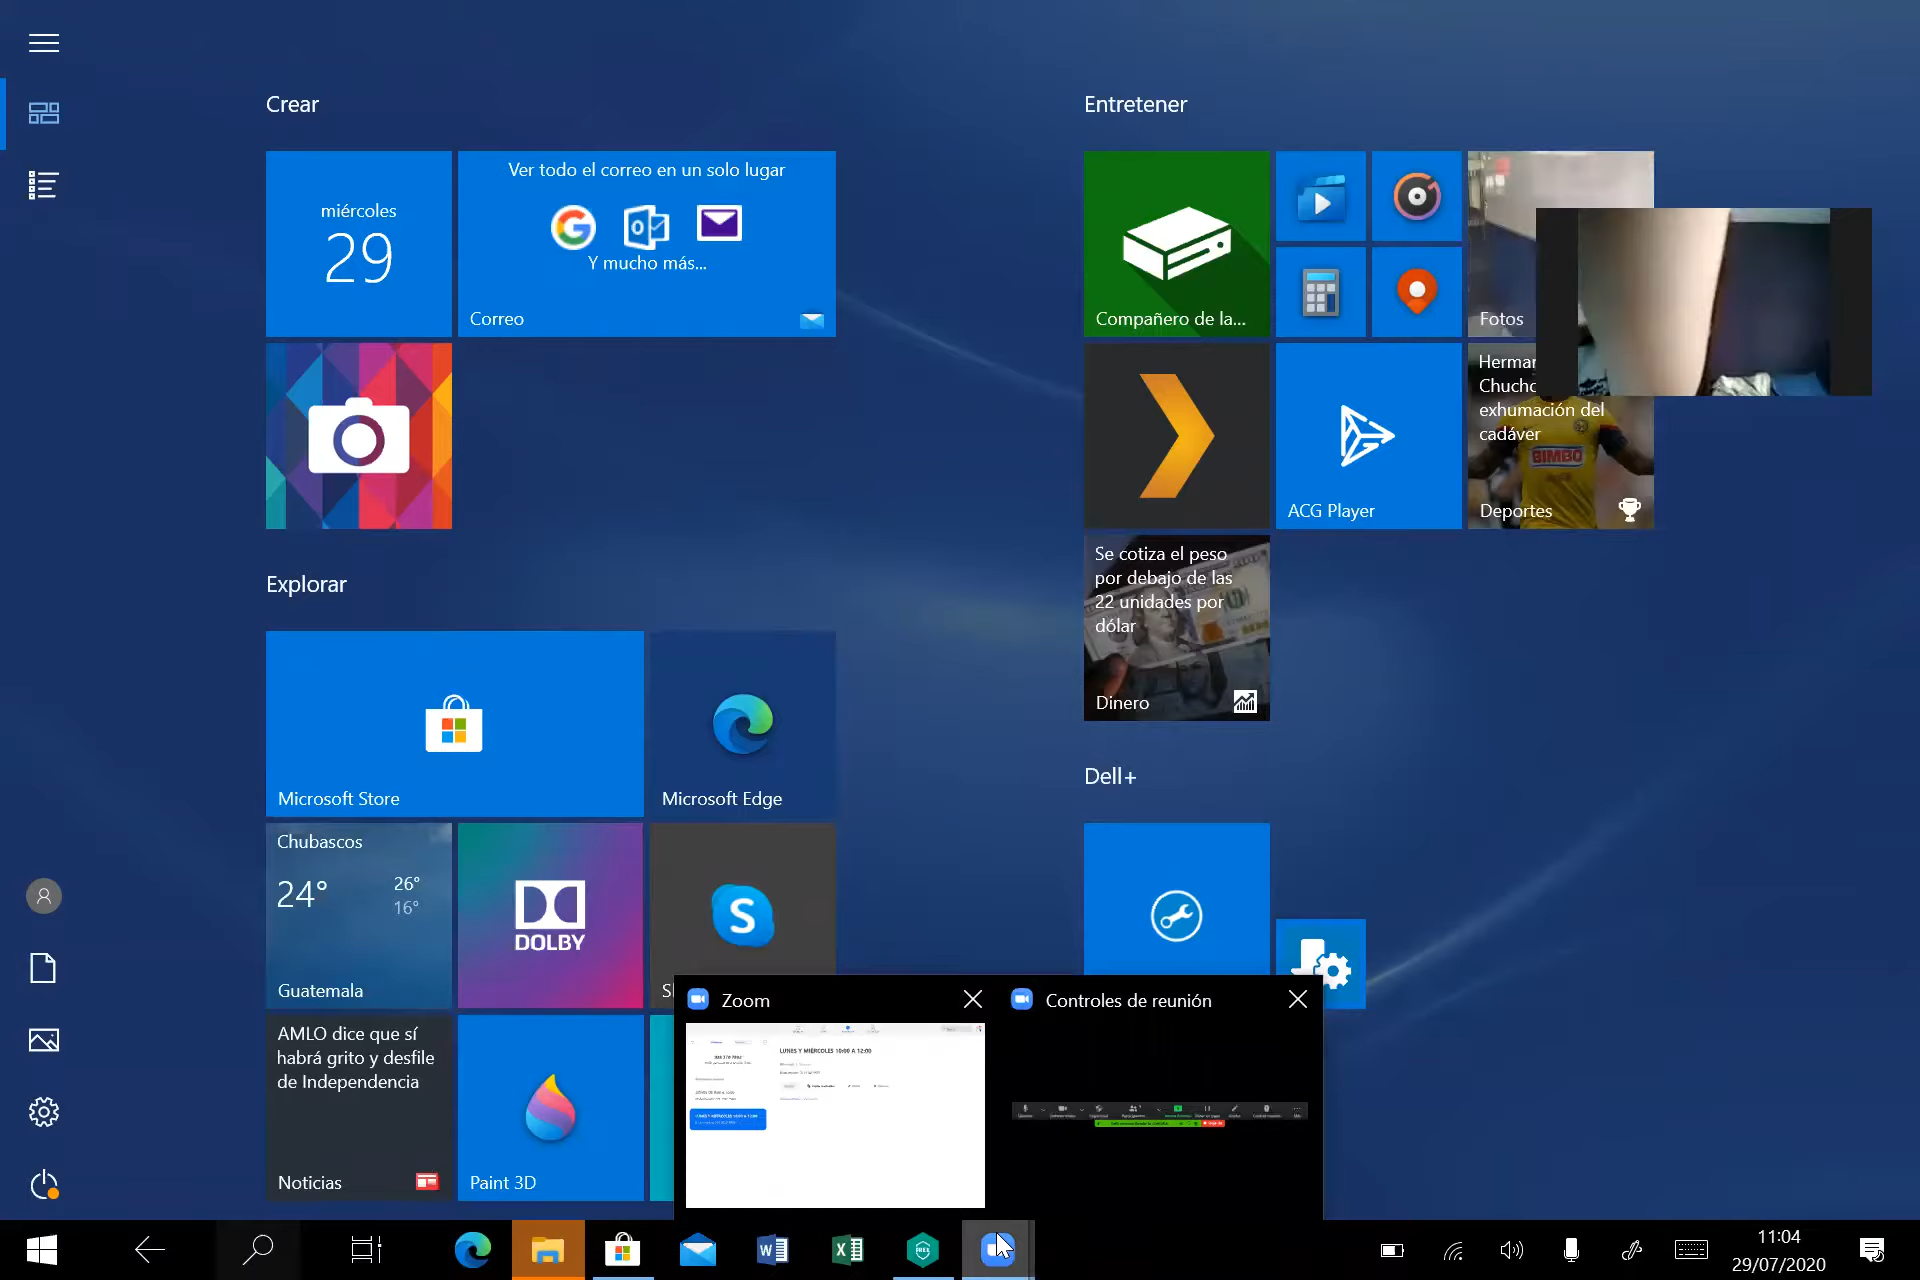 Crear
miércoles
29
Ver todo el correo en un solo lugar
Y mucho más...
Correo
Explorar
Microsoft Store
Microsoft Edge
Chubascos
24°
26°
16°
Guatemala
DOLBY
S
AMLO dice que sí
habrá grito y desfile
de Independencia
Noticias
Paint 3D
Entretener
Compañero de la...
Fotos
ACG Player
exhumación del
cadáver
BIMBO
Deportes
Se cotiza el peso
por debajo de las
22 unidades por
dólar
Dinero
Dell+
Zoom
LUNES Y MIÉRCOLES 10:00 A 12:00
Controles de reunión
FREE
11:04
29/07/2020